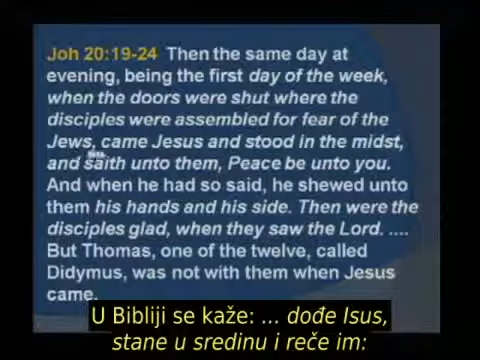 Joh 20:19-24 Then the same day at
evening, being the first day of the week,
when the doors were shut where the
disciples were assembled for fear of the
Jews, came Jesus and stood in the midst,
and saith unto them, Peace be unto you.
And when he had so said, he shewed unto
them his hands and his side. Then were the
disciples glad, when they saw the Lord. ....
But Thomas, one of the twelve, called
Didymus, was not with them when Jesus
came.
U Bibliji se kaže: ... dođe Isus,
stane u sredinu i reče im: